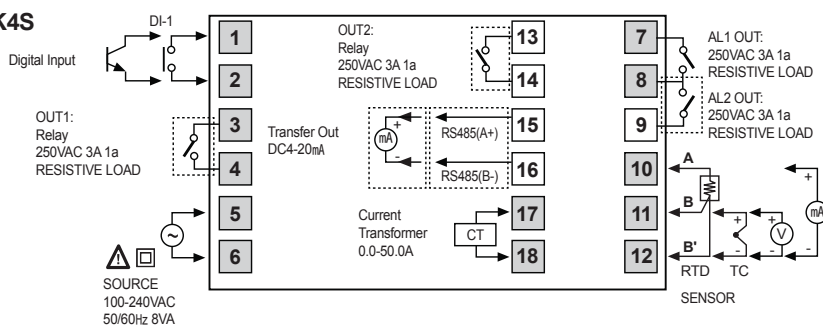 K4S
DI-1
Digital Input
OUT1:
Relay
250VAC 3A 1a
RESISTIVE LOAD
SOURCE
100-240VAC
50/60Hz 8VA
1
2
3
4
5
6
OUT2:
Relay
250VAC 3A 1a
RESISTIVE LOAD
Transfer Out
DC4-20mA
mA
+
-
RS485(A+)
RS485(B-)
Current
Transformer
0.0-50.0A
CT
13
14
15
16
17
18
7
8
9
10
11
12
AL1 OUT:
250VAC 3A 1a
RESISTIVE LOAD
AL2 OUT:
250VAC 3A 1a
RESISTIVE LOAD
A
B
B'
+
-
+
V
-
+
mA
-
RTD
TC
SENSOR